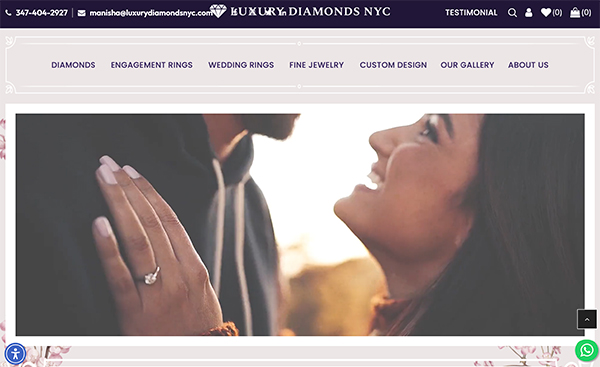 347-404-2927 | manisha@luxurydiamondsnyc.com LUXURY DIAMONDS NYC TESTIMONIAL (0) (0)
DIAMONDS ENGAGEMENT RINGS WEDDING RINGS FINE JEWELRY CUSTOM DESIGN OUR GALLERY ABOUT US